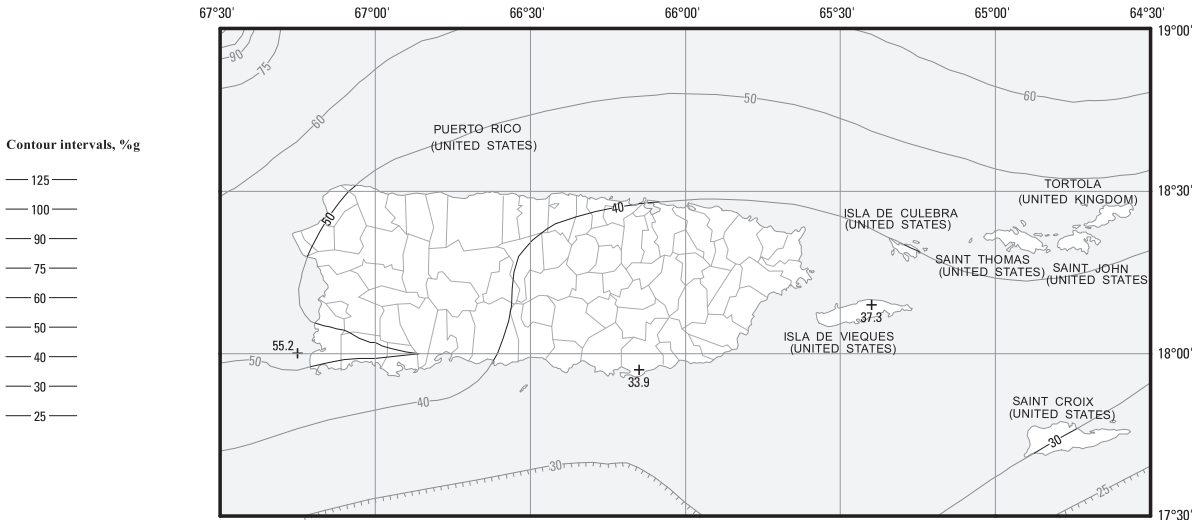 67°30' 67°00' 66°30' 66°00' 65°30' 65°00' 64°30'
19°00'
90
75
60
50
60
PUERTO RICO
(UNITED STATES)
Contour intervals, %g
125
100
90
75
60
50
40
30
25
18°30'
TORTOLA
(UNITED KINGDOM)
50
40
ISLA DE CULEBRA
(UNITED STATES)
SAINT THOMAS
(UNITED STATES)
SAINT JOHN
(UNITED STATES
37.3
ISLA DE VIEQUES
(UNITED STATES)
55.2
18°00'
50
33.9
40
SAINT CROIX
(UNITED STATES)
30
30
25
17°30'